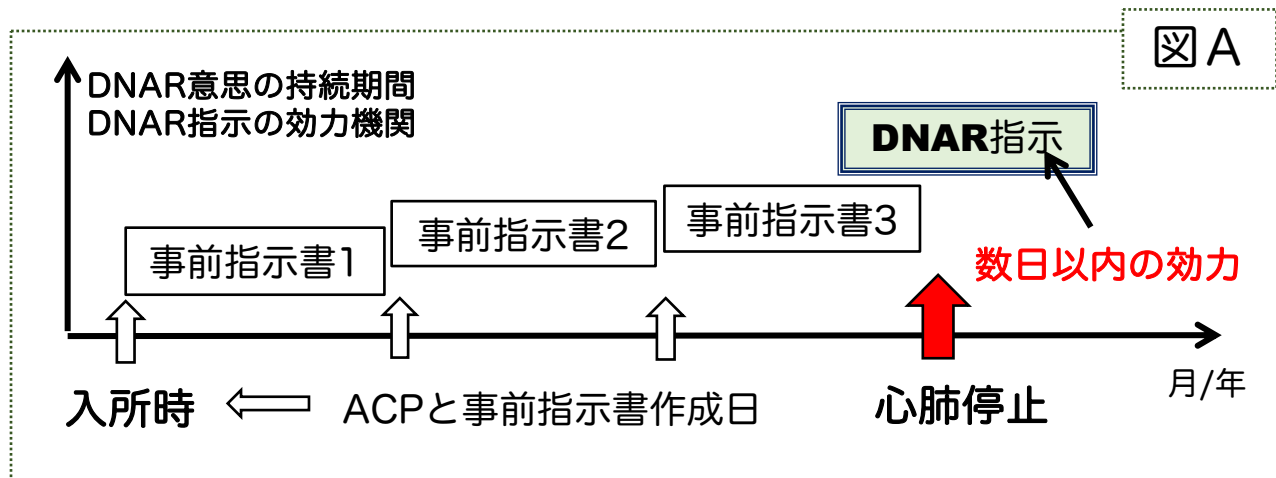 図A
DNAR意思の持続期間
DNAR指示の効力機関
DNAR指示
事前指示書1
事前指示書2
事前指示書3
数日以内の効力
入所時
ACPと事前指示書作成日
心肺停止
月/年